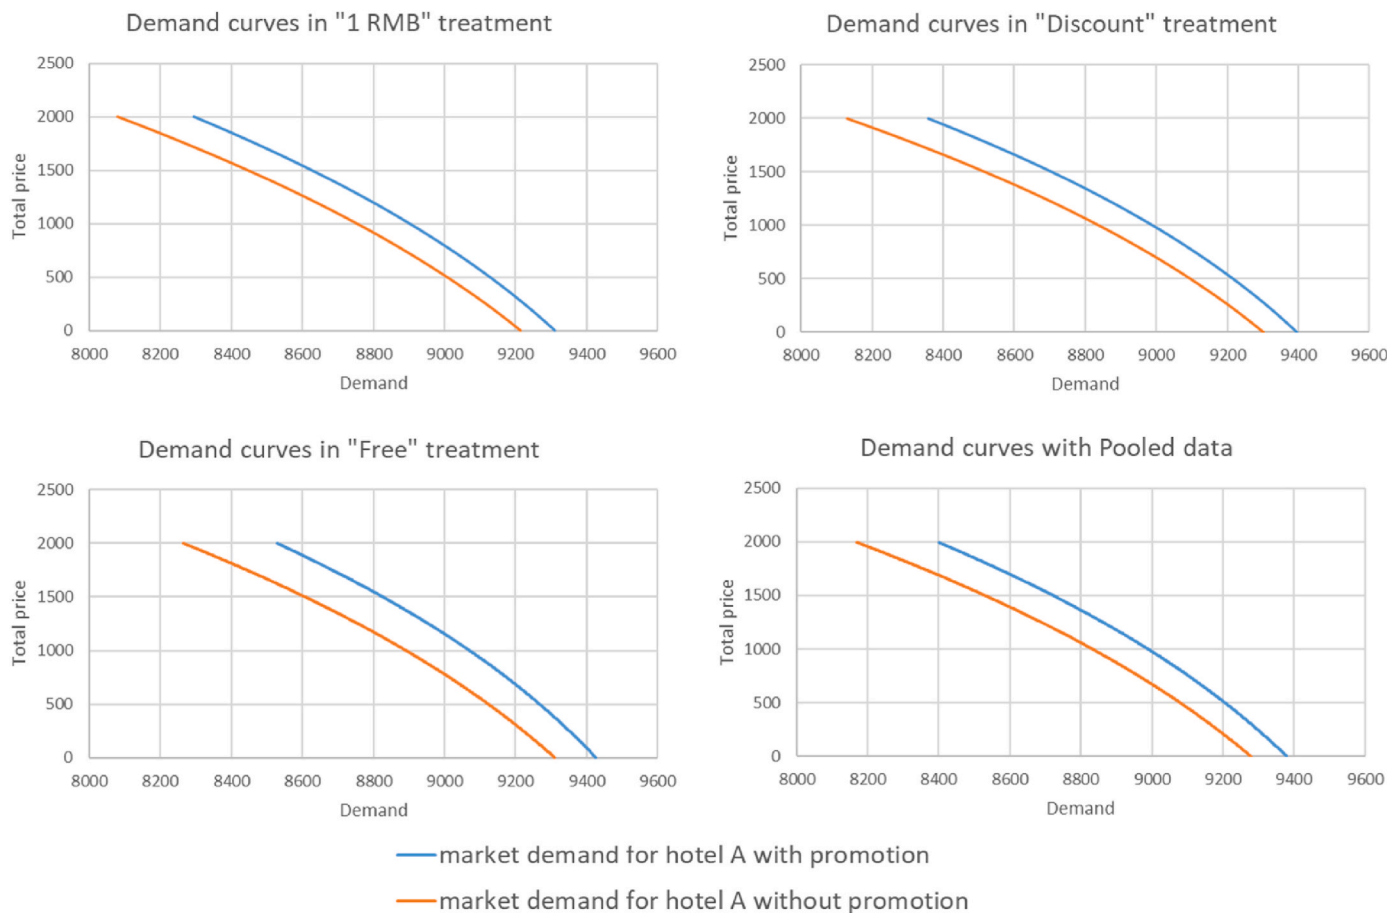 Demand curves in "1 RMB" treatment
2500
2000
1500
1000
500
0
Total price
8000 8200 8400 8600 8800 9000 9200 9400 9600
Demand
Demand curves in "Discount" treatment
2500
2000
1500
1000
500
0
Total price
8000 8200 8400 8600 8800 9000 9200 9400 9600
Demand
Demand curves in "Free" treatment
2500
2000
1500
1000
500
0
Total price
8000 8200 8400 8600 8800 9000 9200 9400 9600
Demand
Demand curves with Pooled data
2500
2000
1500
1000
500
0
Total price
8000 8200 8400 8600 8800 9000 9200 9400 9600
Demand
market demand for hotel A with promotion
market demand for hotel A without promotion